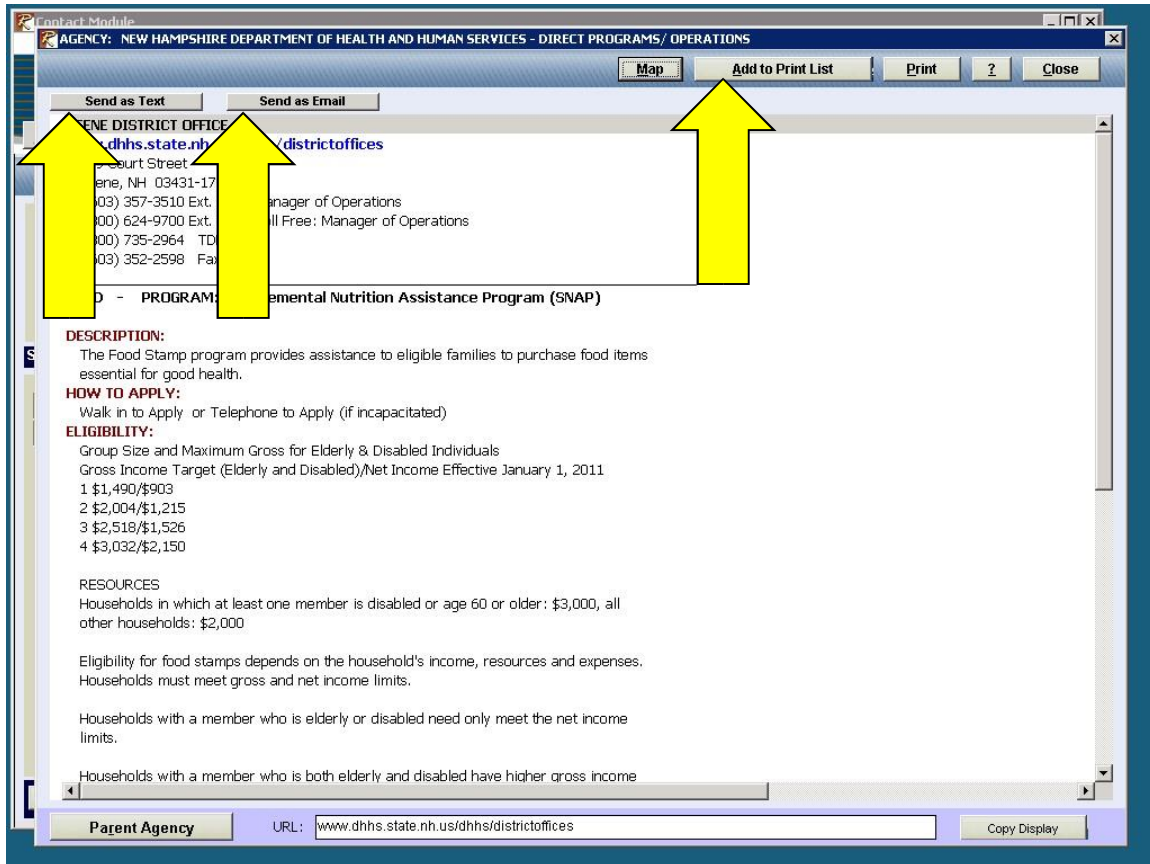 Contact Module
AGENCY: NEW HAMPSHIRE DEPARTMENT OF HEALTH AND HUMAN SERVICES - DIRECT PROGRAMS/ OPERATIONS
Map Add to Print List Print ? Close
Send as Text Send as Email
ENE DISTRICT OFFICE
.dhhs.state.nh. /districtoffices
Court Street
ene, NH 03431-17
603) 357-3510 Ext. anager of Operations
800) 624-9700 Ext. ll Free: Manager of Operations
800) 735-2964 TD
603) 352-2598 Fa
- PROGRAM: emental Nutrition Assistance Program (SNAP)
DESCRIPTION:
The Food Stamp program provides assistance to eligible families to purchase food items
essential for good health.
HOW TO APPLY:
Walk in to Apply or Telephone to Apply (if incapacitated)
ELIGIBILITY:
Group Size and Maximum Gross for Elderly & Disabled Individuals
Gross Income Target (Elderly and Disabled)/Net Income Effective January 1, 2011
1 $1,490/$903
2 $2,004/$1,215
3 $2,518/$1,526
4 $3,032/$2,150
RESOURCES
Households in which at least one member is disabled or age 60 or older: $3,000, all
other households: $2,000
Eligibility for food stamps depends on the household's income, resources and expenses.
Households must meet gross and net income limits.
Households with a member who is elderly or disabled need only meet the net income
limits.
Households with a member who is both elderly and disabled have higher gross income
Parent Agency URL: www.dhhs.state.nh.us/dhhs/districtoffices Copy Display